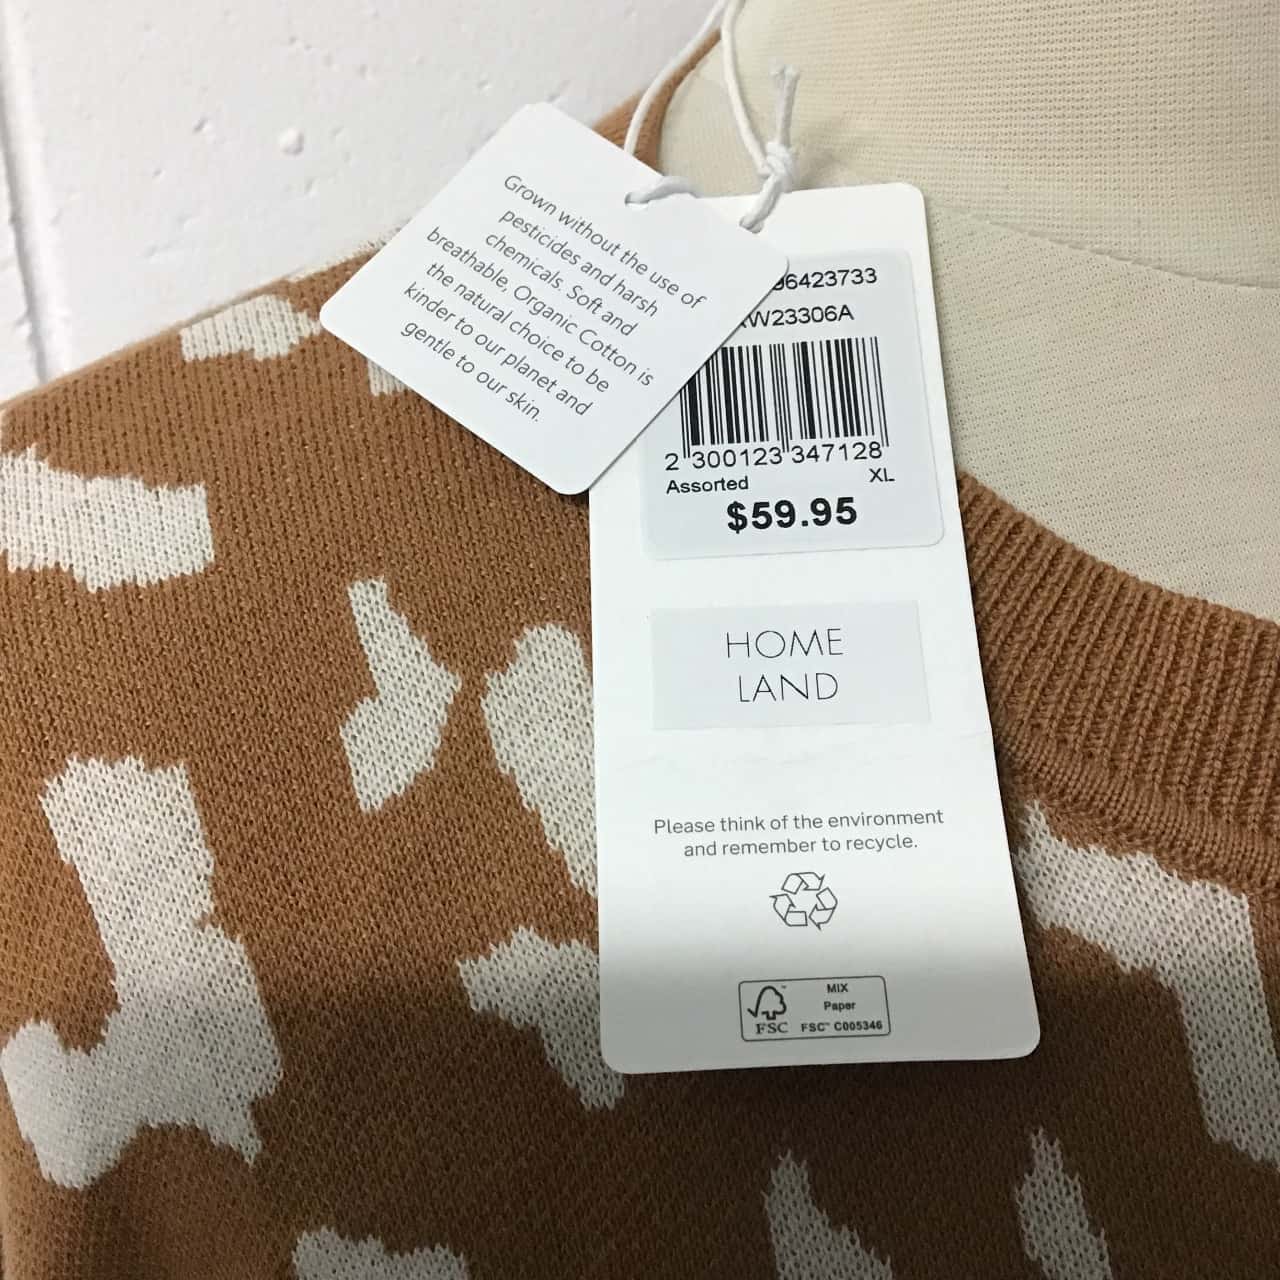 Grown without the use of
pesticides and harsh
chemicals. Soft and
breathable, Organic Cotton is
the natural choice to be
kinder to our planet and
gentle to our skin.
96423733
W23306A
2 300123 347128
Assorted XL
$59.95
HOME
LAND
Please think of the environment
and remember to recycle.
FSC
MIX
Paper
FSC™ C005346